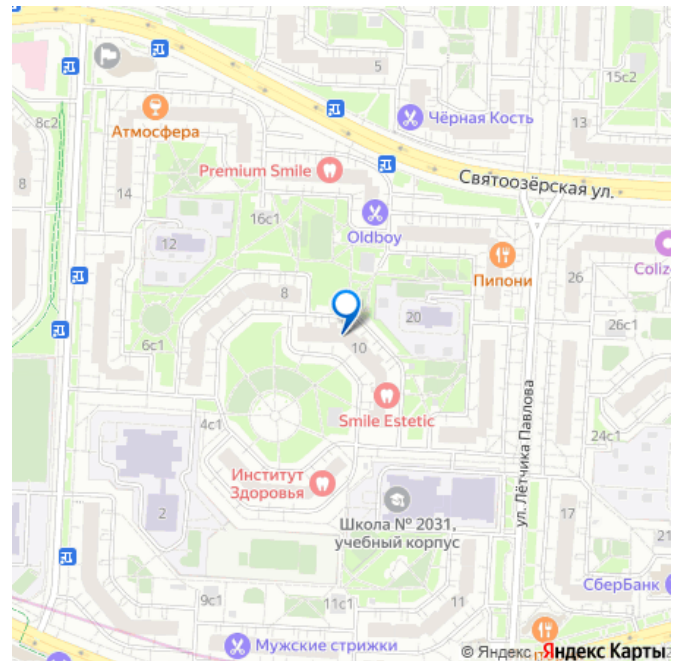 5
15с2
Чёрная Кость
13
8с2
Атмосфера
Premium Smile
Святоозёрская ул.
8
14
16с1
Oldboy
12
Пипони
26
8
20
26с1
6с1
10
ул. Лётчика Павлова
Smile Estetic
4с1
24с1
Институт
Здоровья
2
Школа № 2031,
учебный корпус
17
21
СберБанк
9с1
11с1
11
Мужские стрижки
© Яндекс Яндекс Карты